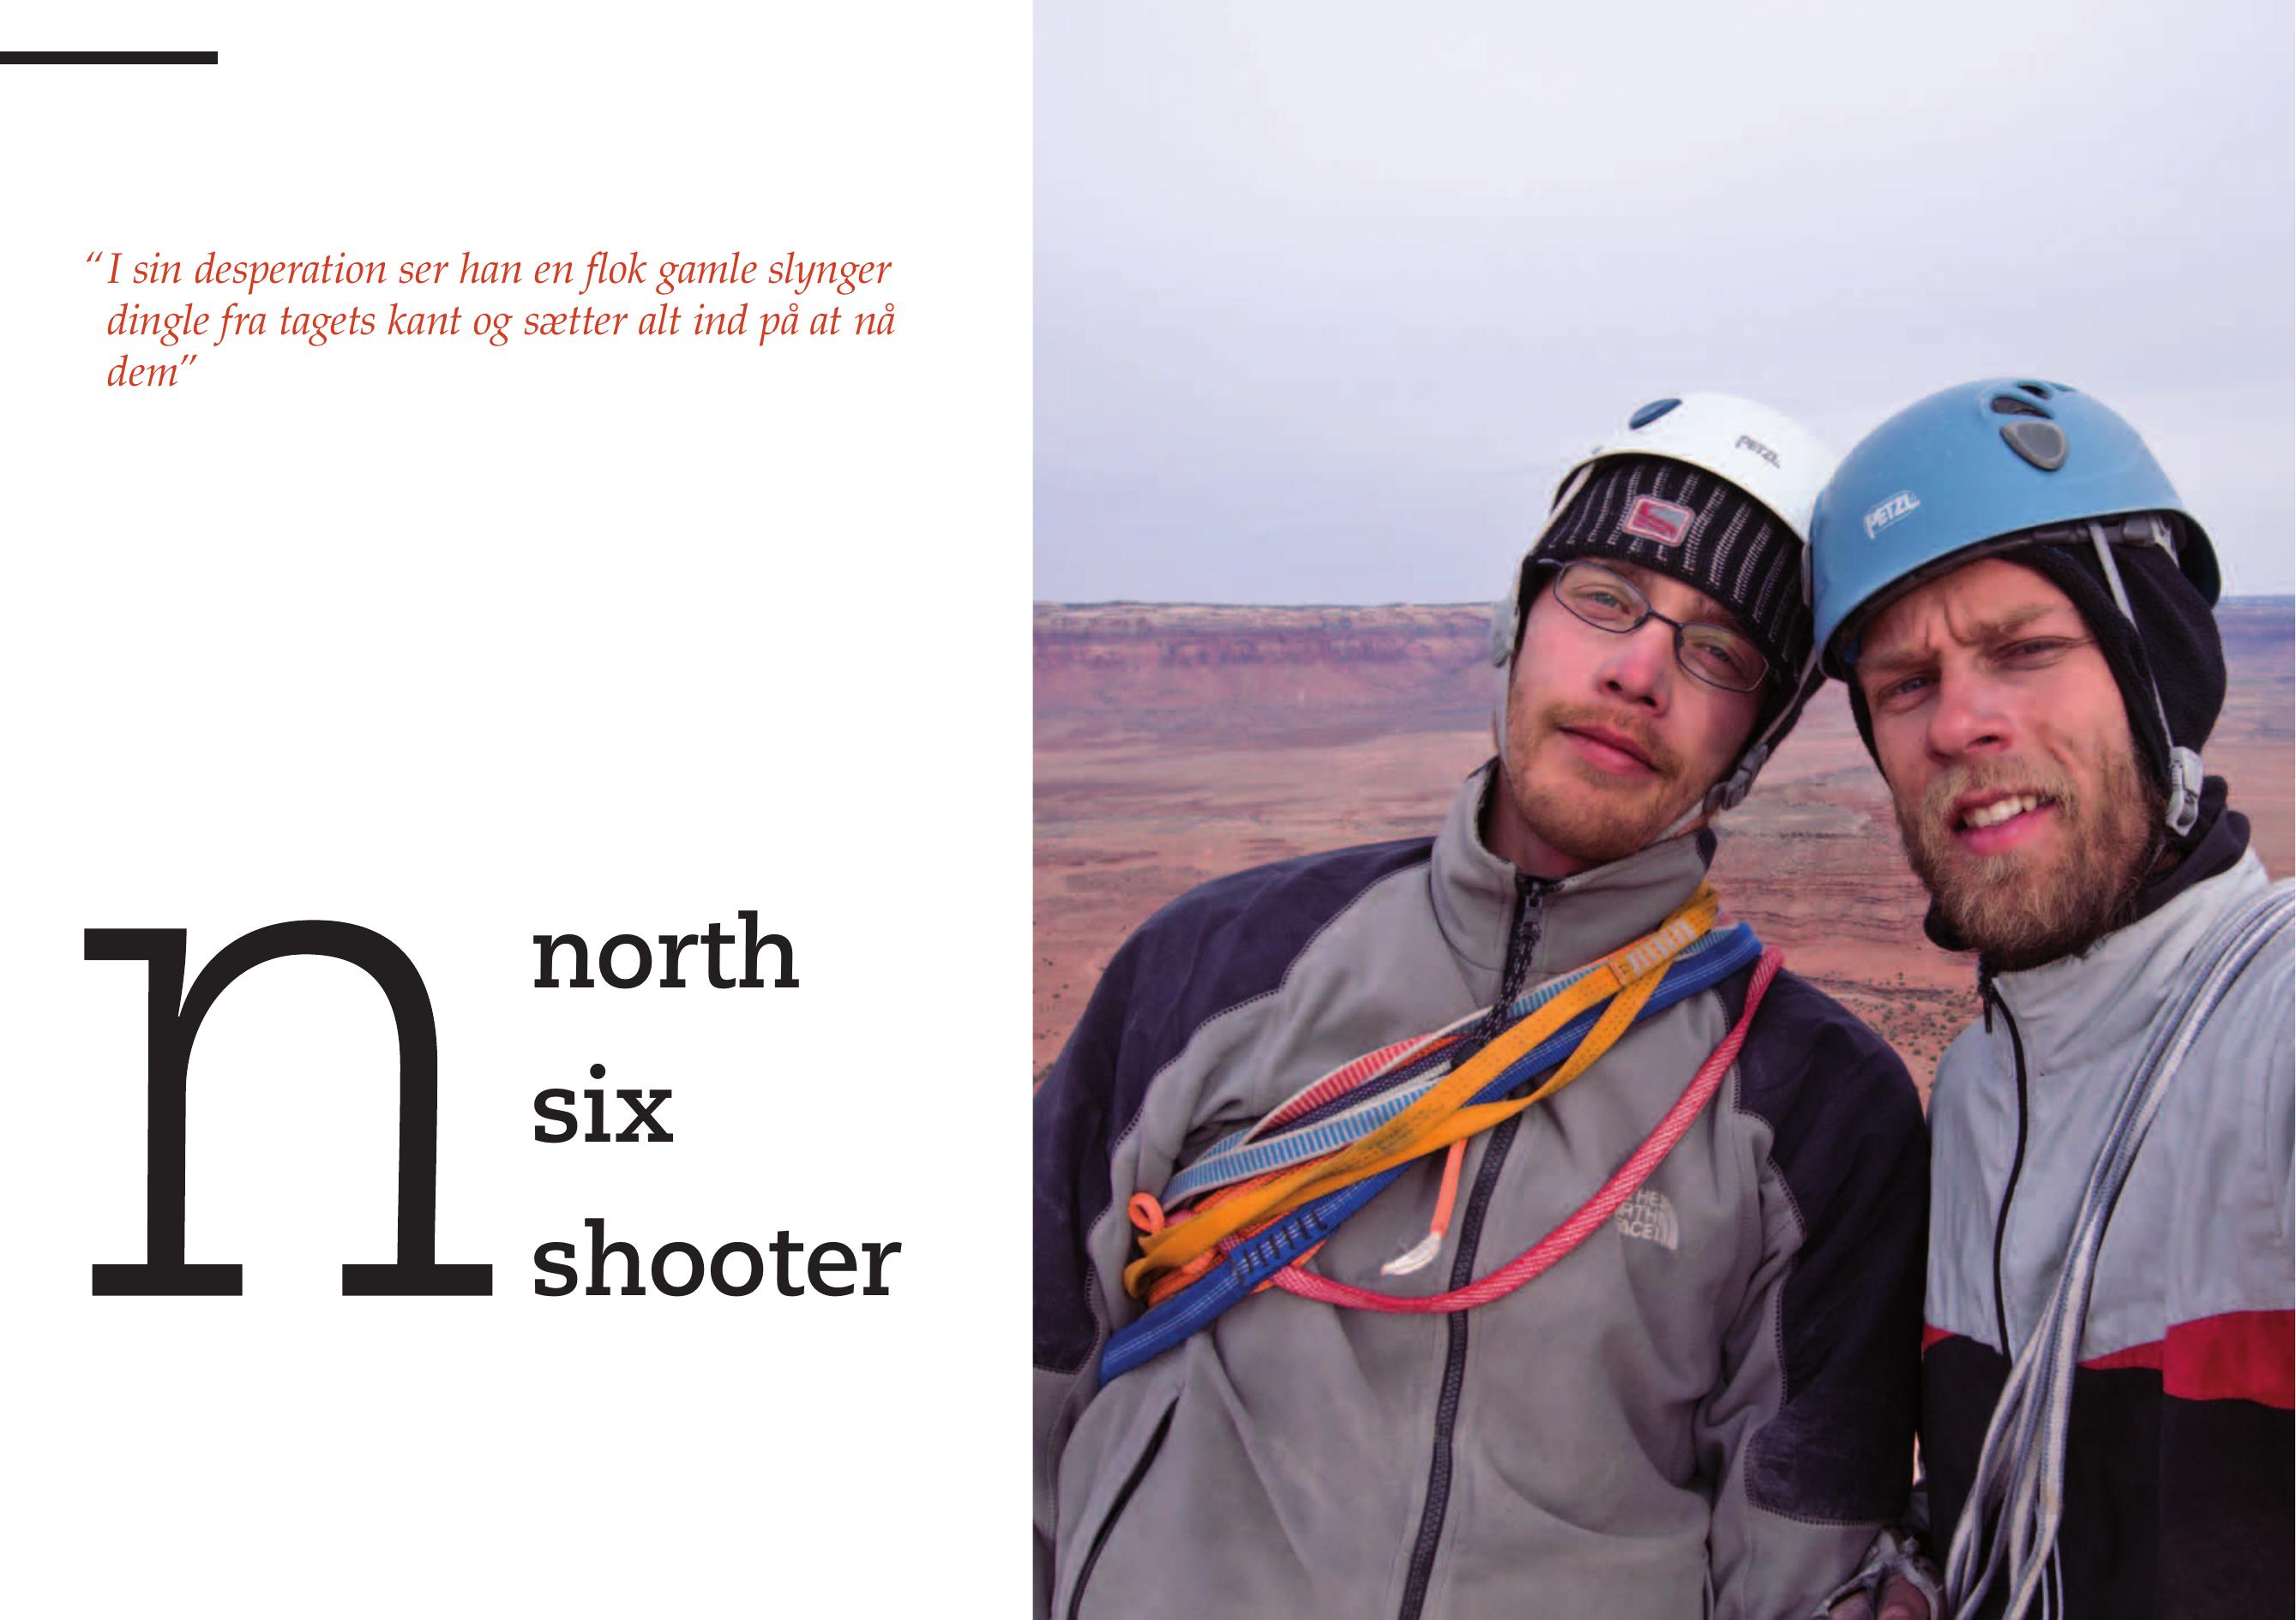 “I sin desperation ser han en flok gamle slynger
dingle fra tagets kant og sætter alt ind på at nå
dem”
n
north
six
shooter
PETZL
PETZL
THE
NORTH
FACE